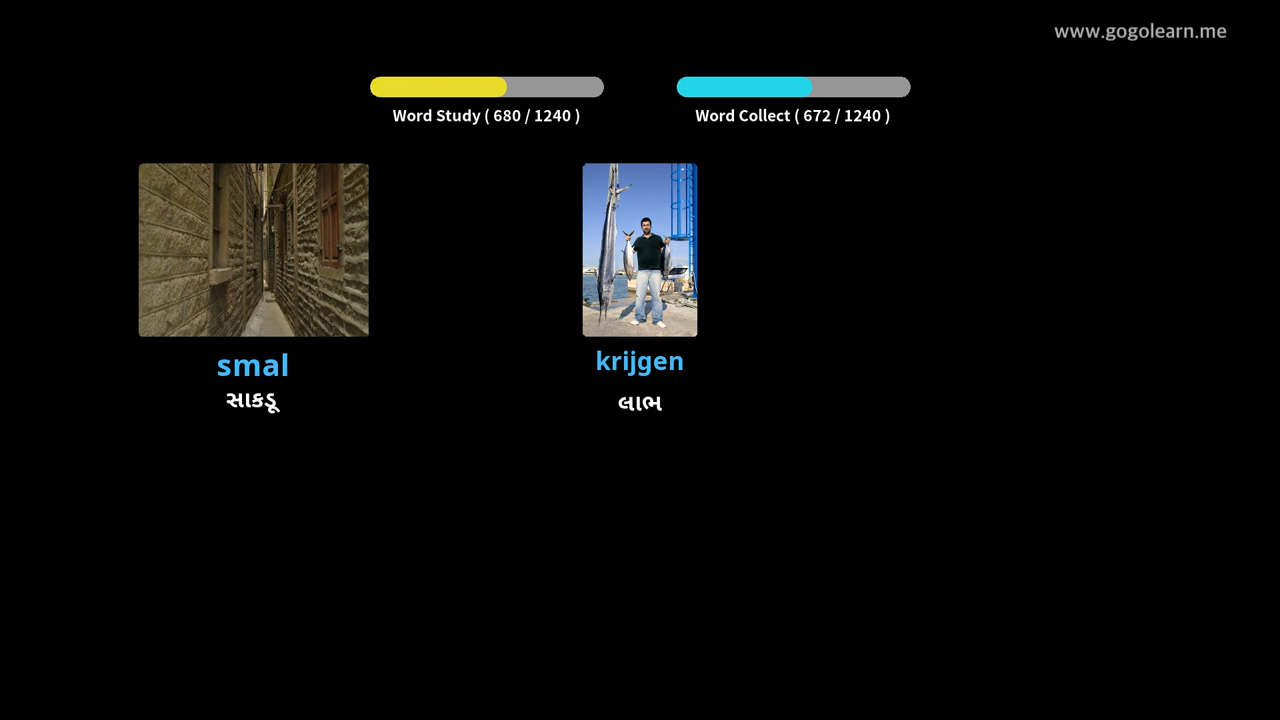 www.gogolearn.me
Word Study ( 680 / 1240 )
Word Collect ( 672 / 1240 )
smal
સાકડૂ
krijgen
લાભ